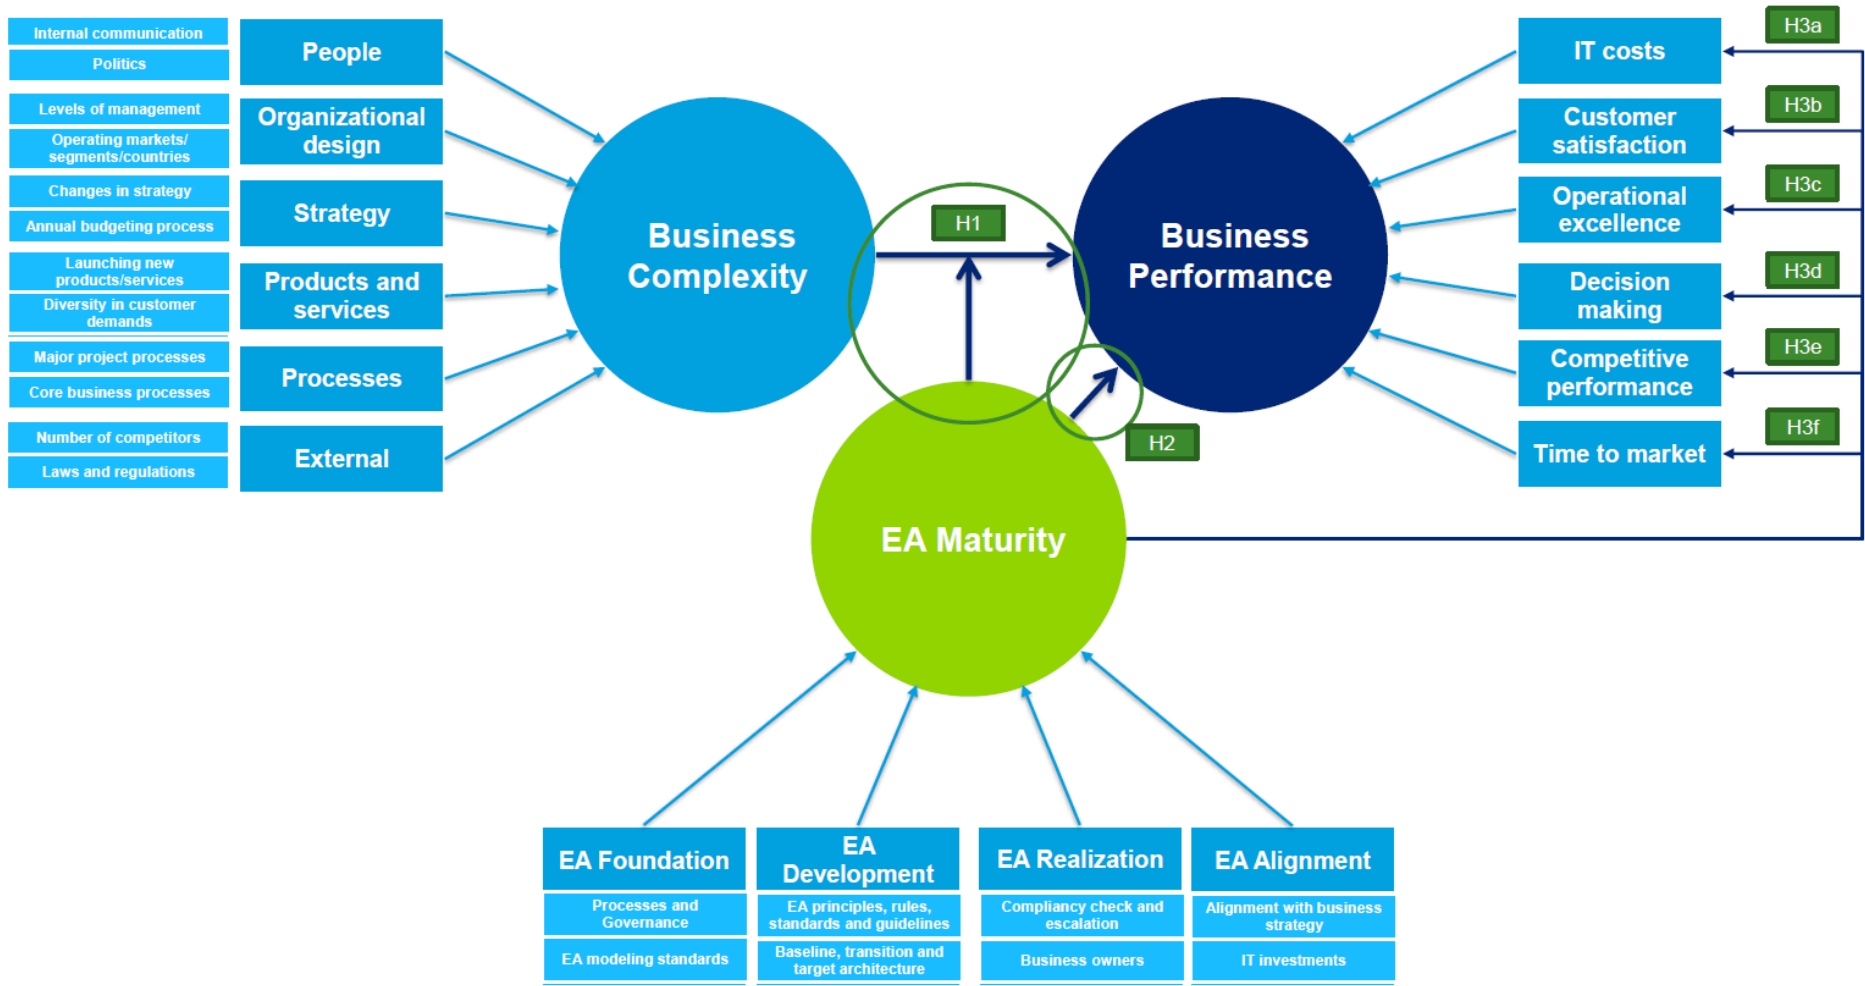 Internal communication
Politics
People
Levels of management
Operating markets/
segments/countries
Organizational
design
Changes in strategy
Annual budgeting process
Strategy
Launching new
products/services
Diversity in customer
demands
Products and
services
Major project processes
Core business processes
Processes
Number of competitors
Laws and regulations
External
Business
Complexity
H1
Business
Performance
H2
EA Maturity
IT costs
H3a
Customer
satisfaction
H3b
Operational
excellence
H3c
Decision
making
H3d
Competitive
performance
H3e
Time to market
H3f
EA Foundation
Processes and
Governance
EA modeling standards
EA
Development
EA principles, rules,
standards and guidelines
Baseline, transition and
target architecture
EA Realization
Compliancy check and
escalation
Business owners
EA Alignment
Alignment with business
strategy
IT investments